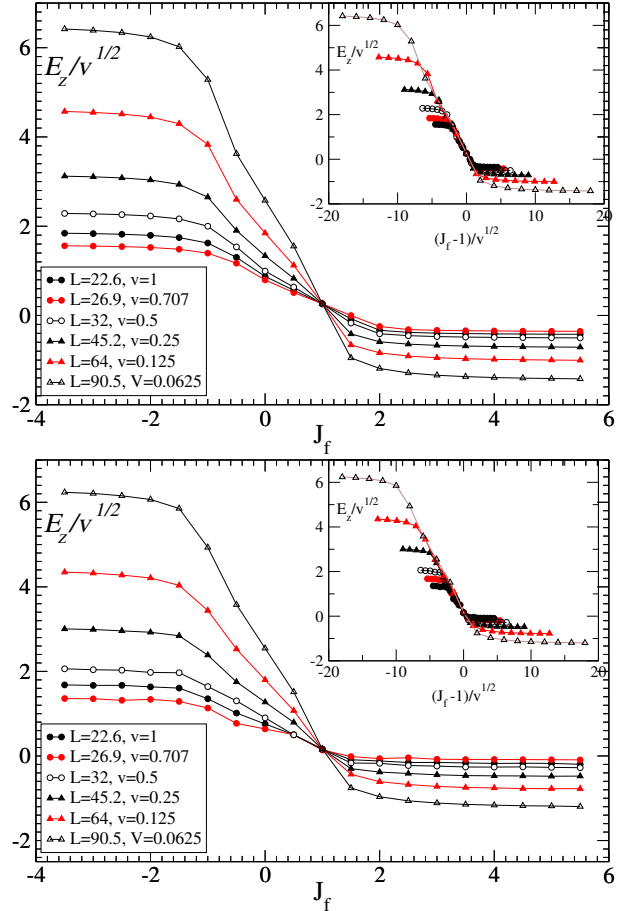 6
4
2
0
-2
E_z/v^{1/2}
-4 -2 0 2 4 6
J_f
L=22.6, v=1
L=26.9, v=0.707
L=32, v=0.5
L=45.2, v=0.25
L=64, v=0.125
L=90.5, V=0.0625
6
5
4
3
2
1
0
-1
-2
E_z/v^{1/2}
-20 -10 0 10 20
(J_f-1)/v^{1/2}
6
4
2
0
-2
E_z/v^{1/2}
-4 -2 0 2 4 6
J_f
L=22.6, v=1
L=26.9, v=0.707
L=32, v=0.5
L=45.2, v=0.25
L=64, v=0.125
L=90.5, V=0.0625
6
4
2
0
-2
E_z/v^{1/2}
-20 -10 0 10 20
(J_f-1)/v^{1/2}